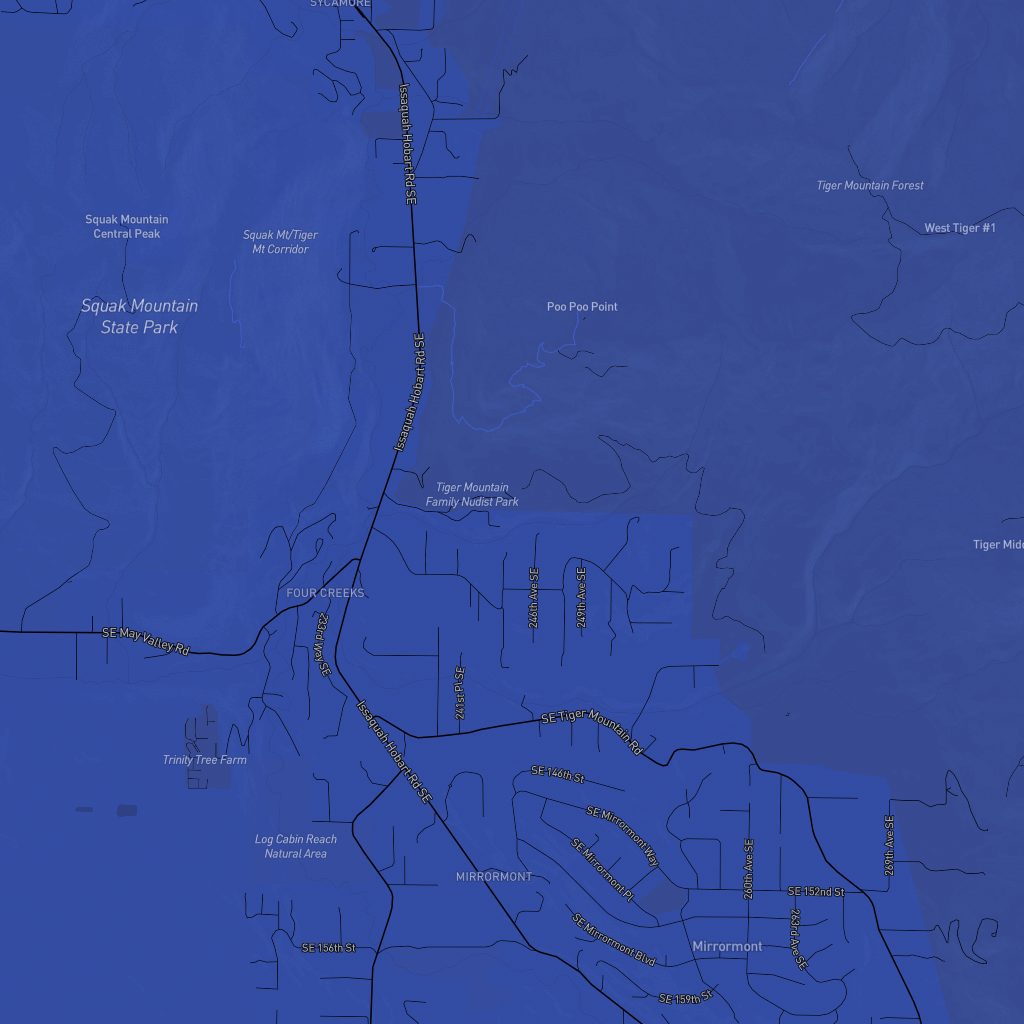 SYCAMORE
Issaquah Hobart Rd SE
Tiger Mountain Forest
Squak Mountain
Central Peak
West Tiger #1
Squak Mt/Tiger
Mt Corridor
Squak Mountain
State Park
Poo Poo Point
Issaquah Hobart Rd SE
Tiger Mountain
Family Nudist Park
Tiger Midd
FOUR CREEKS
246th Ave SE
249th Ave SE
SE May Valley Rd
233rd Way SE
241st Pl SE
Issaquah Hobart Rd SE
SE Tiger Mountain Rd
Trinity Tree Farm
SE 146th St
SE Mirrormont Way
Log Cabin Reach
Natural Area
SE Mirrormont Pl
260th Ave SE
269th Ave SE
MIRRORMONT
SE 152nd St
SE Mirrormont Blvd
263rd Ave SE
SE 156th St
Mirrormont
SE 159th St